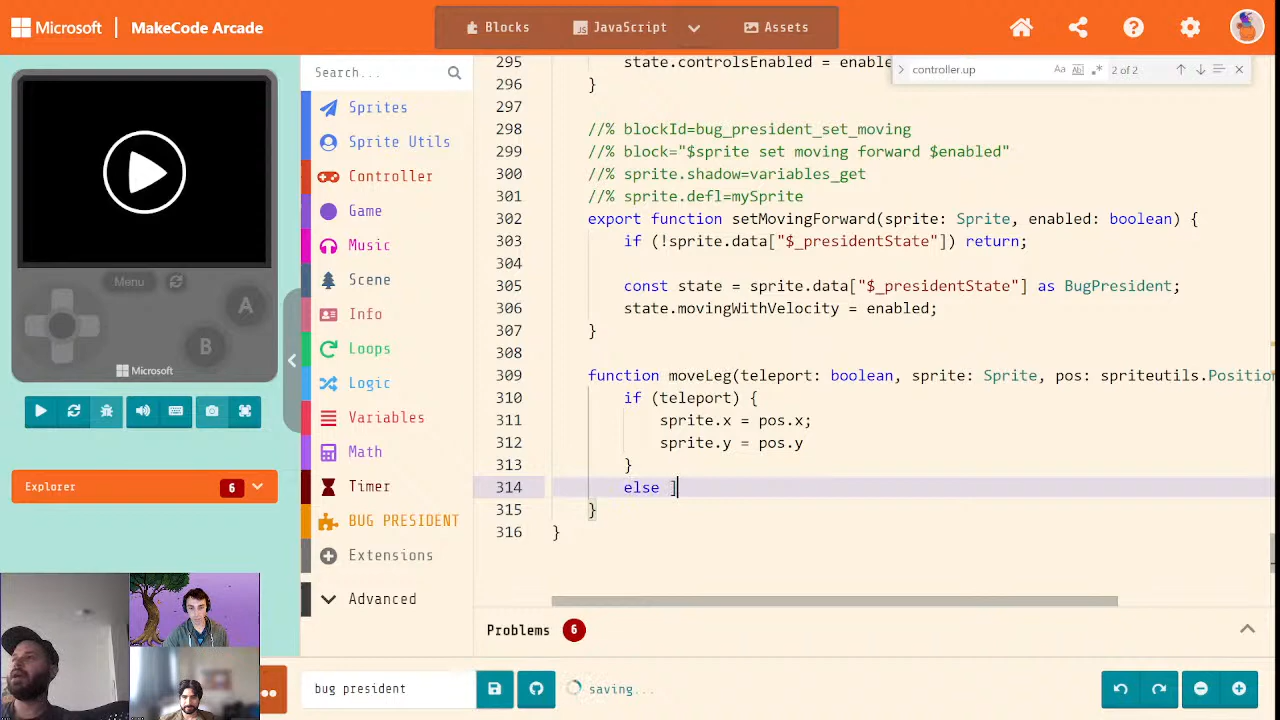 Microsoft
MakeCode Arcade
Blocks
JavaScript
Assets
Menu
A
B
Microsoft
Explorer
6
Search...
Sprites
Sprite Utils
Controller
Game
Music
Scene
Info
Loops
Logic
Variables
Math
Timer
BUG PRESIDENT
Extensions
Advanced
controller.up
Aa
2 of 2
295 state.controlsEnabled = enable
296 }
297
298 //% blockId=bug_president_set_moving
299 //% block="$sprite set moving forward $enabled"
300 //% sprite.shadow=variables_get
301 //% sprite.defl=mySprite
302 export function setMovingForward(sprite: Sprite, enabled: boolean) {
303 if (!sprite.data["$_presidentState"]) return;
304
305 const state = sprite.data["$_presidentState"] as BugPresident;
306 state.movingWithVelocity = enabled;
307 }
308
309 function moveLeg(teleport: boolean, sprite: Sprite, pos: spriteutils.Position
310 if (teleport) {
311 sprite.x = pos.x;
312 sprite.y = pos.y
313 }
314 else ]
315 }
316 }
Problems 6
bug president
saving...